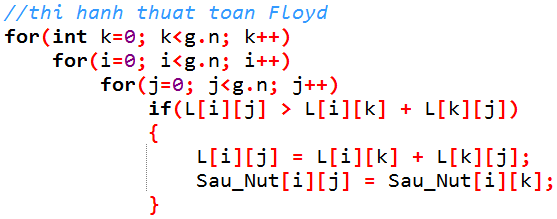 //thi hanh thuat toan Floyd
for(int k=0; k<g.n; k++)
for(i=0; i<g.n; i++)
for(j=0; j<g.n; j++)
if(L[i][j] > L[i][k] + L[k][j])
{
L[i][j] = L[i][k] + L[k][j];
Sau_Nut[i][j] = Sau_Nut[i][k];
}